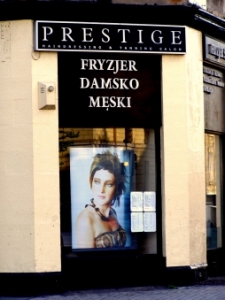 PRESTIGE
HAIRDRESSING & TANNING SALON
FRYZJER
DAMSKO
MĘSKI